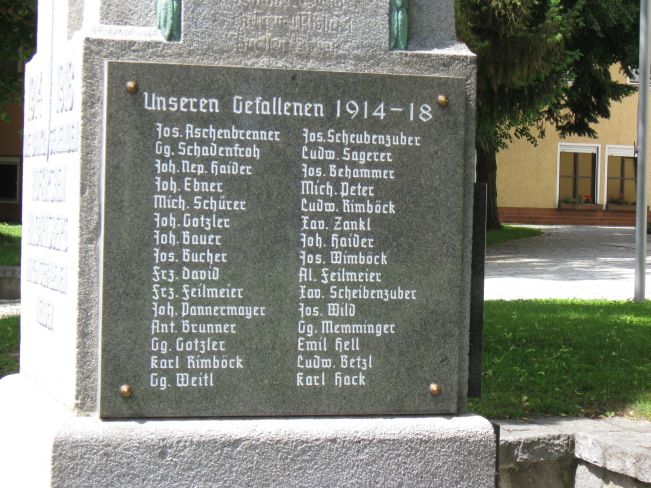 Unseren Gefallenen 1914-18
Jos. Aschenbrenner
Gg. Schadenfroh
Joh. Nep. Haider
Joh. Ebner
Mich. Schürer
Joh. Gotzler
Joh. Bauer
Jos. Bucher
Frz. David
Frz. Feilmeier
Joh. Pannermayer
Ant. Brunner
Gg. Gotzler
Karl Rimböck
Gg. Weitl
Jos. Scheubenzuber
Ludw. Sagerer
Jos. Behammer
Mich. Peter
Ludw. Rimböck
Xav. Zankl
Joh. Haider
Jos. Wimböck
Al. Feilmeier
Xav. Scheibenzuber
Jos. Wild
Gg. Memminger
Emil Hell
Ludw. Betzl
Karl Hack